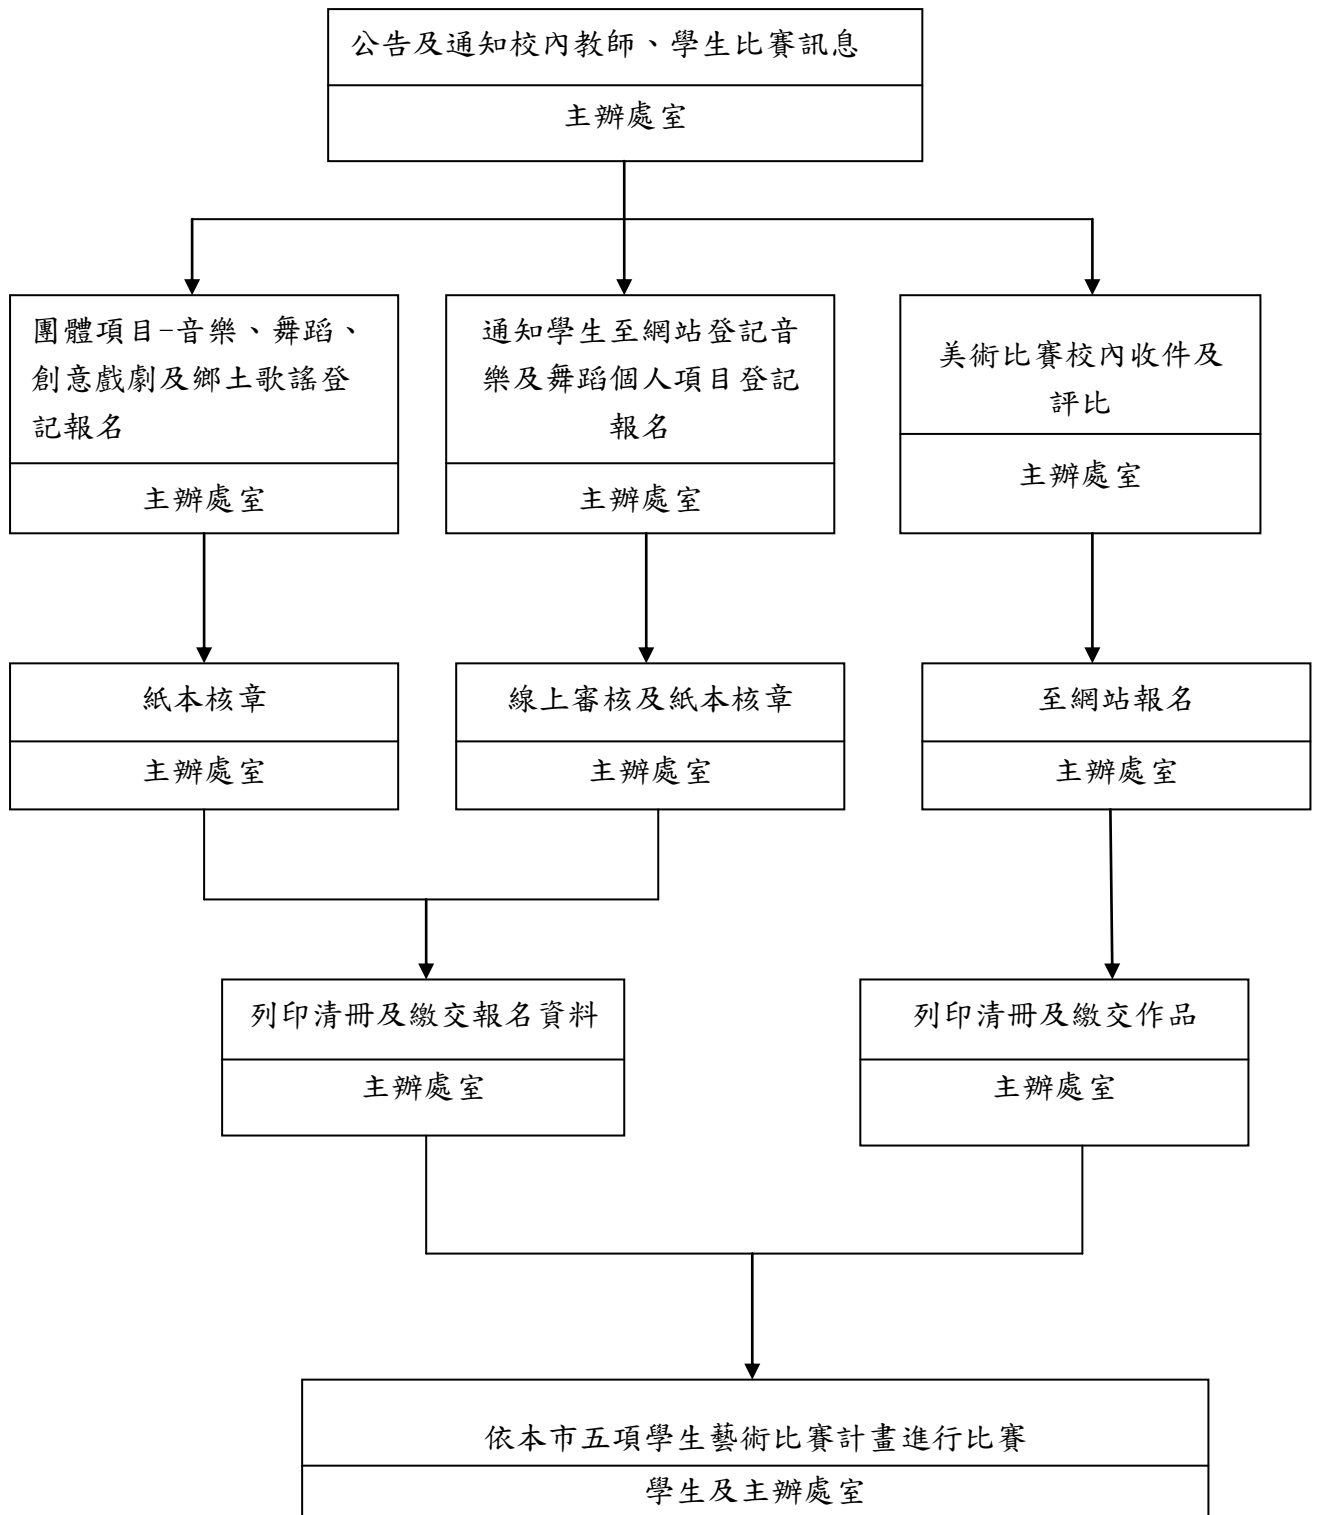 公告及通知校內教師、學生比賽訊息
主辦處室
團體項目-音樂、舞蹈、
創意戲劇及鄉土歌謠登
記報名
主辦處室
通知學生至網站登記音
樂及舞蹈個人項目登記
報名
主辦處室
美術比賽校內收件及
評比
主辦處室
紙本核章
主辦處室
線上審核及紙本核章
主辦處室
至網站報名
主辦處室
列印清冊及繳交報名資料
主辦處室
列印清冊及繳交作品
主辦處室
依本市五項學生藝術比賽計畫進行比賽
學生及主辦處室